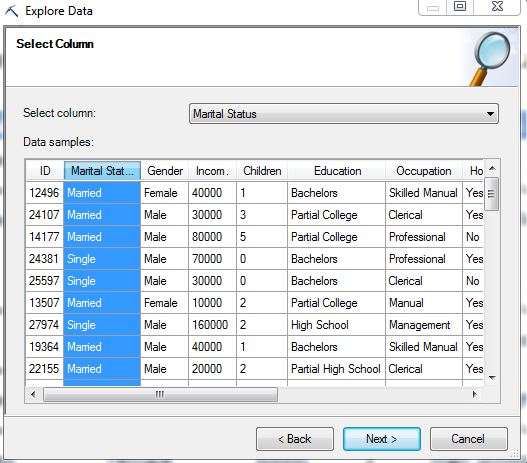 Explore Data
Select Column
Select column: Marital Status
Data samples:
ID Marital Stat... Gender Incom. Children Education Occupation Ho
12496 Married Female 40000 1 Bachelors Skilled Manual Yes
24107 Married Male 30000 3 Partial College Clerical Yes
14177 Married Male 80000 5 Partial College Professional No
24381 Single Male 70000 0 Bachelors Professional Yes
25597 Single Male 30000 0 Bachelors Clerical No
13507 Married Female 10000 2 Partial College Manual Yes
27974 Single Male 160000 2 High School Management Yes
19364 Married Male 40000 1 Bachelors Skilled Manual Yes
22155 Married Male 20000 2 Partial High School Clerical Yes
< Back Next > Cancel